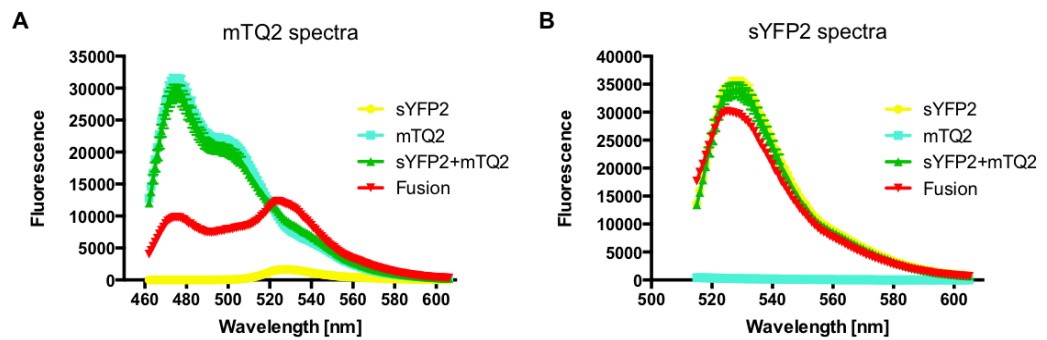 A
mTQ2 spectra
35000
30000
25000
20000
15000
10000
5000
0
Fluorescence
460 480 500 520 540 560 580 600
Wavelength [nm]
sYFP2
mTQ2
sYFP2+mTQ2
Fusion
B
sYFP2 spectra
40000
35000
30000
25000
20000
15000
10000
5000
0
Fluorescence
500 520 540 560 580 600
Wavelength [nm]
sYFP2
mTQ2
sYFP2+mTQ2
Fusion